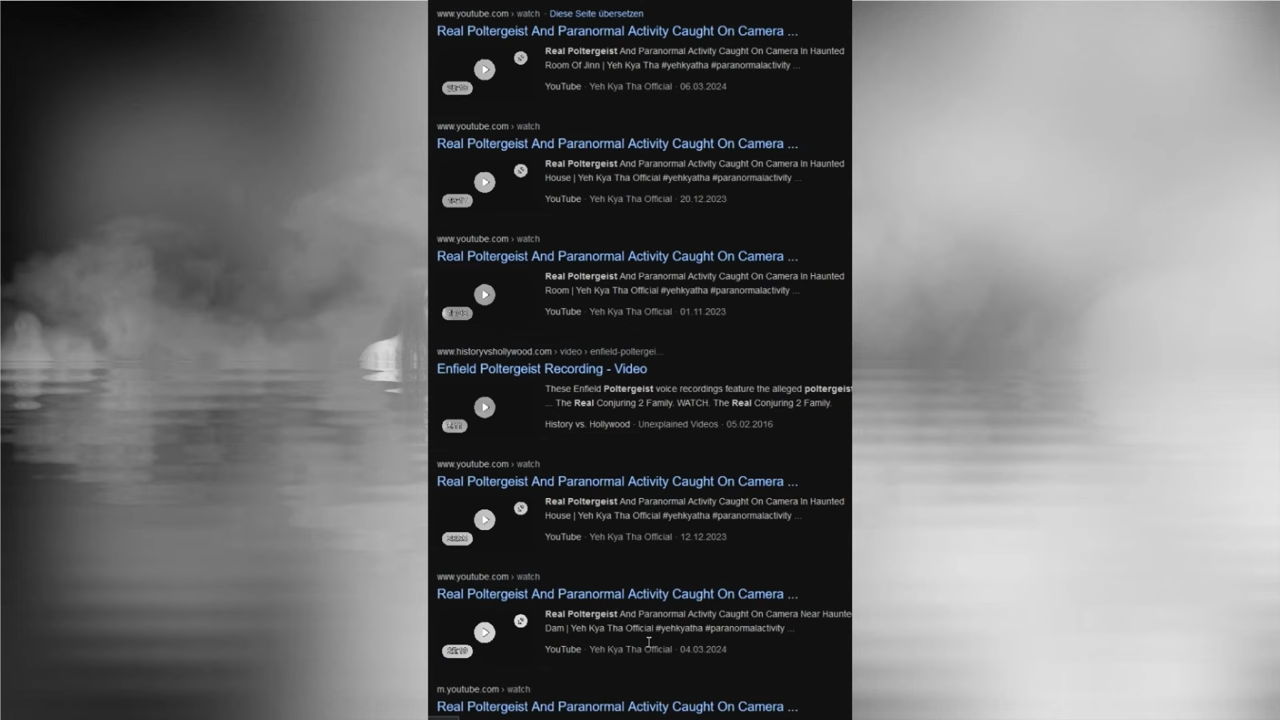 www.youtube.com › watch · Diese Seite übersetzen
Real Poltergeist And Paranormal Activity Caught On Camera ...
Real Poltergeist And Paranormal Activity Caught On Camera In Haunted
Room Of Jinn | Yeh Kya Tha #yehkyatha #paranormalactivity ...
YouTube · Yeh Kya Tha Official · 06.03.2024
www.youtube.com › watch
Real Poltergeist And Paranormal Activity Caught On Camera ...
Real Poltergeist And Paranormal Activity Caught On Camera In Haunted
House | Yeh Kya Tha Official #yehkyatha #paranormalactivity ...
YouTube · Yeh Kya Tha Official · 20.12.2023
www.youtube.com › watch
Real Poltergeist And Paranormal Activity Caught On Camera ...
Real Poltergeist And Paranormal Activity Caught On Camera In Haunted
Room | Yeh Kya Tha Official #yehkyatha #paranormalactivity ...
YouTube · Yeh Kya Tha Official · 01.11.2023
www.historyvshollywood.com › video › enfield-poltergei...
Enfield Poltergeist Recording - Video
These Enfield Poltergeist voice recordings feature the alleged poltergeist
... The Real Conjuring 2 Family. WATCH. The Real Conjuring 2 Family.
History vs. Hollywood · Unexplained Videos · 05.02.2016
www.youtube.com › watch
Real Poltergeist And Paranormal Activity Caught On Camera ...
Real Poltergeist And Paranormal Activity Caught On Camera In Haunted
House | Yeh Kya Tha Official #yehkyatha #paranormalactivity ...
YouTube · Yeh Kya Tha Official · 12.12.2023
www.youtube.com › watch
Real Poltergeist And Paranormal Activity Caught On Camera ...
Real Poltergeist And Paranormal Activity Caught On Camera Near Haunte
Dam | Yeh Kya Tha Official #yehkyatha #paranormalactivity ...
YouTube · Yeh Kya Tha Official · 04.03.2024
m.youtube.com › watch
Real Poltergeist And Paranormal Activity Caught On Camera ...